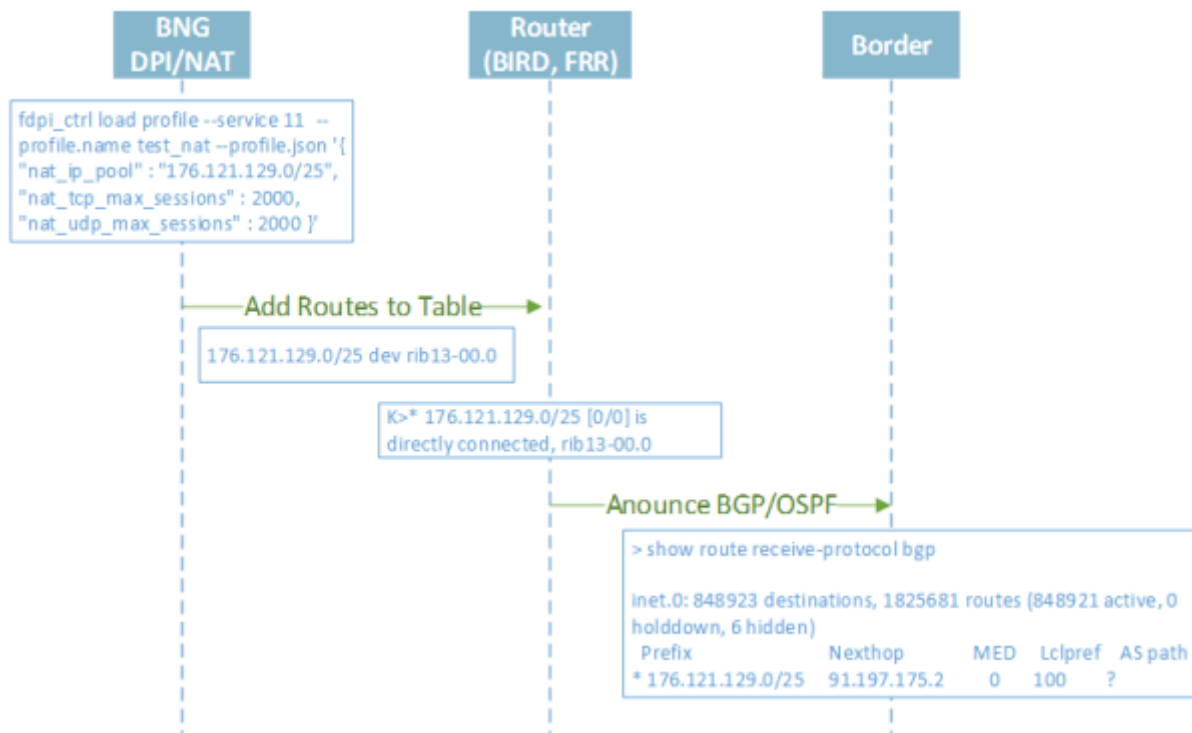 BNG
DPI/NAT
Router
(BIRD, FRR)
Border
fdpi_ctrl load profile --service 11 --
profile.name test_nat --profile.json '{
"nat_ip_pool" : "176.121.129.0/25",
"nat_tcp_max_sessions" : 2000,
"nat_udp_max_sessions" : 2000 }'
Add Routes to Table
176.121.129.0/25 dev rib13-00.0
K>* 176.121.129.0/25 [0/0] is
directly connected, rib13-00.0
Anounce BGP/OSPF
> show route receive-protocol bgp
inet.0: 848923 destinations, 1825681 routes (848921 active, 0
holddown, 6 hidden)
Prefix Nexthop MED Lclpref AS path
* 176.121.129.0/25 91.197.175.2 0 100 ?